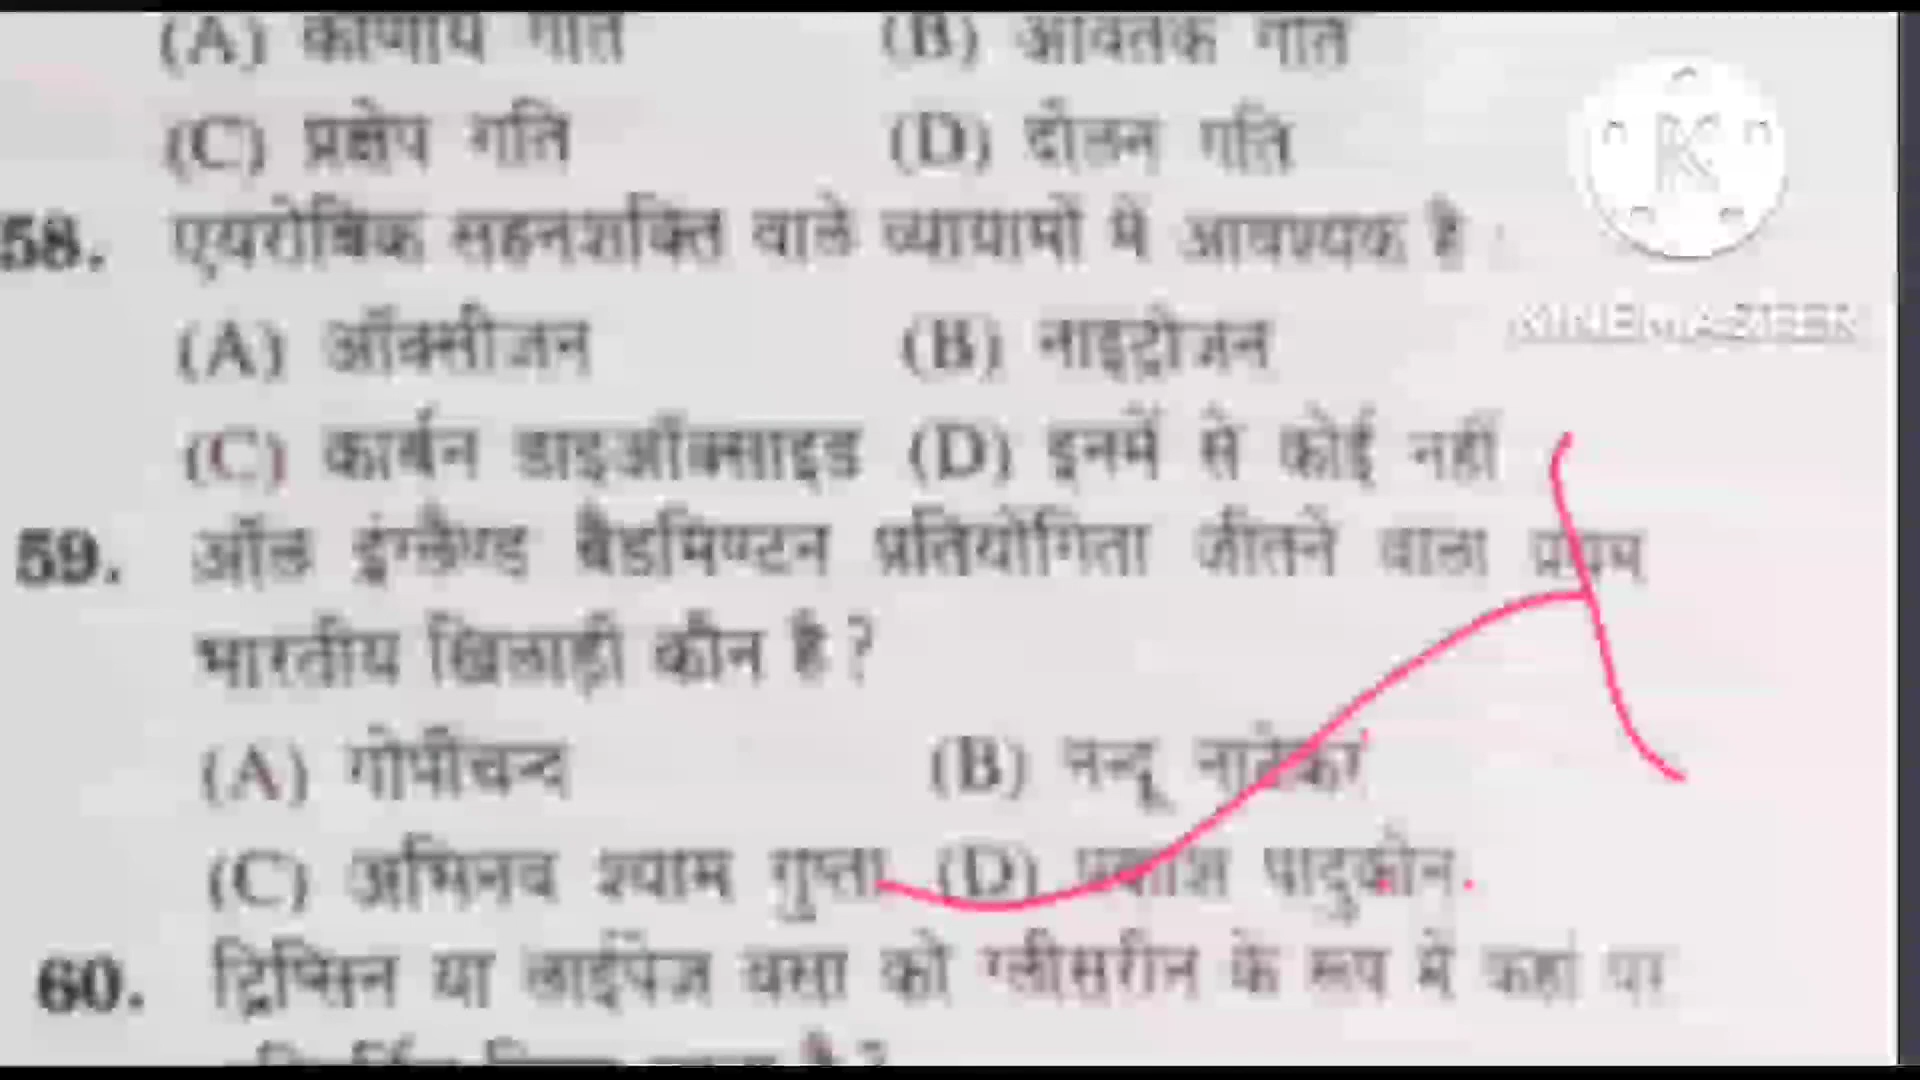 (A) कोणीय गति (B) आवर्तक गति
(C) प्रक्षेप गति (D) दोलन गति
58. एयरोबिक सहनशक्ति वाले व्यायामों में आवश्यक है :
(A) ऑक्सीजन (B) नाइट्रोजन
KINEMASTER
(C) कार्बन डाइऑक्साइड (D) इनमें से कोई नहीं
59. ऑल इंग्लैण्ड बैडमिण्टन प्रतियोगिता जीतने वाला प्रथम
भारतीय खिलाड़ी कौन है ?
(A) गोपीचन्द (B) नन्दू नाटेकर
(C) अभिनव श्याम गुप्ता (D) प्रकाश पादुकोन.
60. ट्रिप्सिन या लाईपेज वसा को ग्लीसरीन के रूप में कहां पर
है ?